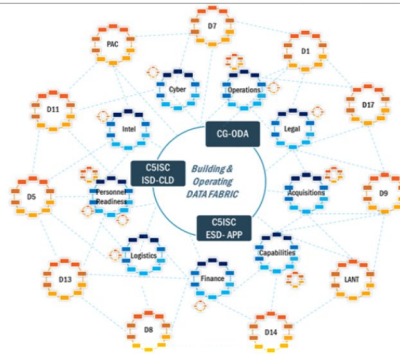 D7
PAC
D1
Cyber
Operations
D11
D17
Intel
CG-ODA
Legal
C5ISC
ISD-CLD
Building &
Operating
DATA FABRIC
D5
Personnel
Readiness
Acquisitions
D9
C5ISC
ESD- APP
Logistics
Capabilities
D13
Finance
LANT
D8
D14